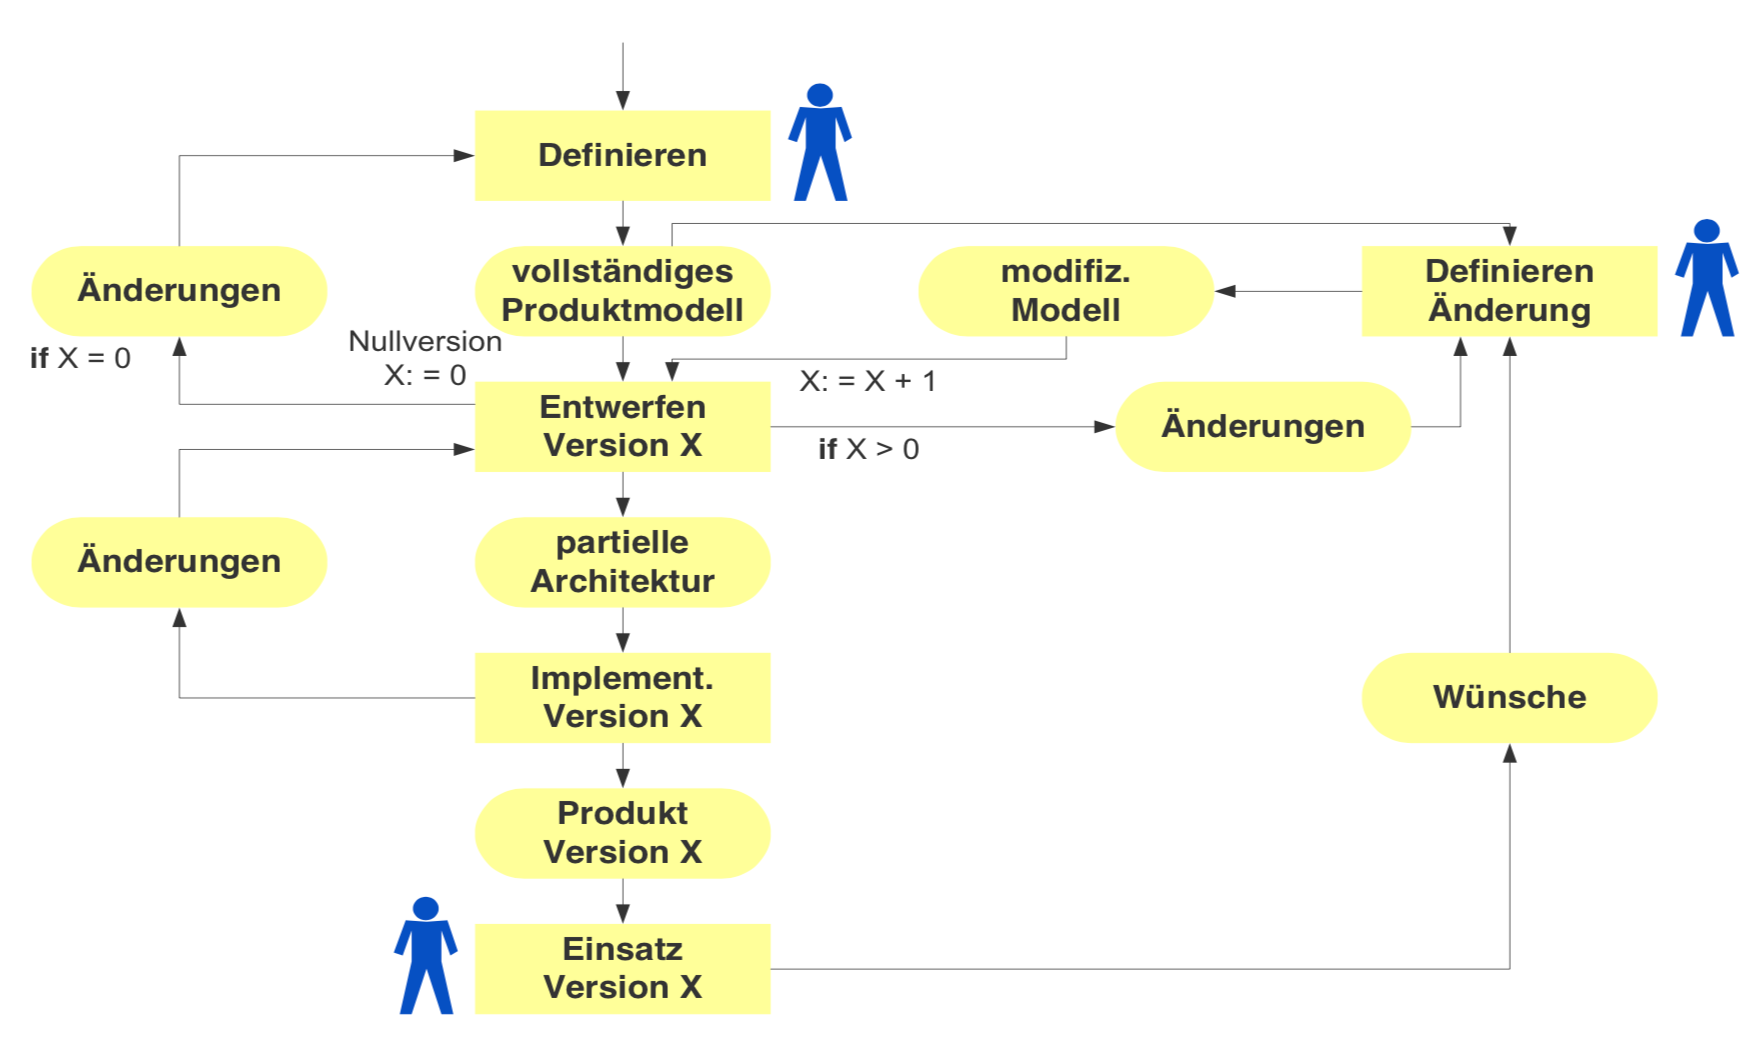 Definieren
Änderungen
vollständiges
Produktmodell
modifiz.
Modell
Definieren
Änderung
if X = 0
Nullversion
X: = 0
X: = X + 1
Entwerfen
Version X
if X > 0
Änderungen
Änderungen
partielle
Architektur
Implement.
Version X
Wünsche
Produkt
Version X
Einsatz
Version X